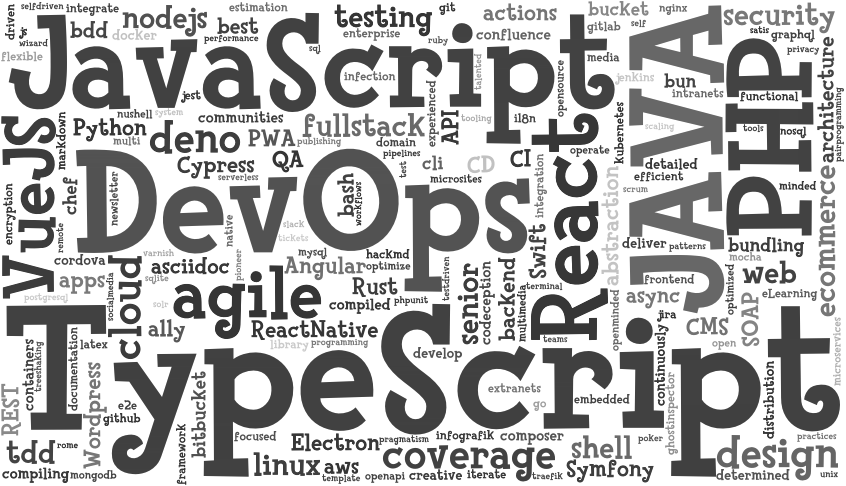 driven
selfdriven
integrate
estimation
git
bucket
nginx
js
wizard
flexible
bdd
docker
nodejs
best
performance
sql
testing
enterprise
ruby
actions
confluence
gitlab
self
security
satis
graphql
privacy
JavaScript
jest
infection
talented
experienced
opensource
media
jenkins
bun
intranets
JAVA
PHP
functional
architecture
pairprogramming
nushell
system
communities
markdown
Python
multi
deno
PWA
publishing
fullstack
domain
pipelines
API
tooling
il8n
kubernetes
scaling
tools
nosql
VueJS
Cypress
QA
serverless
test
cli
CD
CI
microsites
operate
detailed
efficient
scrum
minded
encryption
chef
newsletter
DevOps
bash
workflows
integration
React
abstraction
ecommerce
remote
native
slack
tickets
deliver
patterns
bundling
mocha
cordova
cloud
varnish
asciidoc
sqlite
pioneer
mysql
Angular
hackmd
optimize
testdriven
Swift
terminal
frontend
web
apps
postgresql
socialmedia
solr
agile
Rust
compiled
phpunit
senior
codeception
backend
multimedia
openminded
async
optimized
eLearning
SOAP
ally
ReactNative
library
programming
teams
jira
CMS
open
microservices
TypeScript
containers
treeshaking
documentation
latex
develop
continuously
REST
Wordpress
e2e
github
bitbucket
extranets
go
embedded
ghostinspector
distribution
tdd
rome
framework
focused
Electron
pragmatism
infografik
composer
poker
practices
compiling
mongodb
linux
aws
template
coverage
openapi
creative
iterate
traefik
shell
Symfony
design
determined
unix